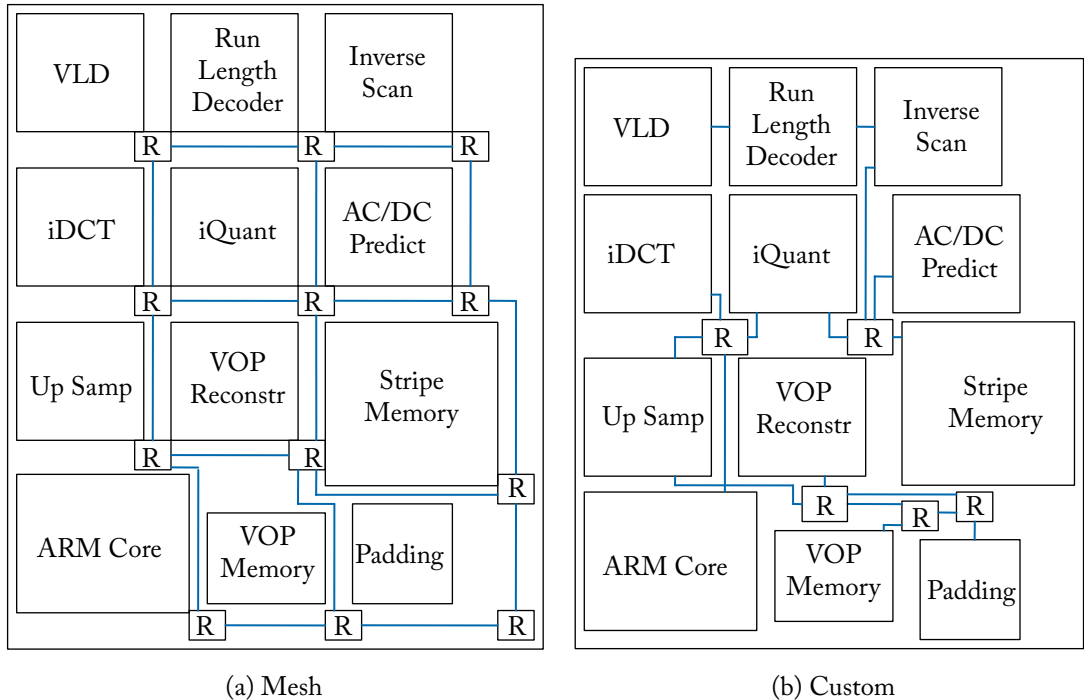 VLD
Run
Length
Decoder
Inverse
Scan
R
R
R
iDCT
iQuant
AC/DC
Predict
R
R
R
Up Samp
VOP
Reconstr
Stripe
Memory
R
R
R
ARM Core
VOP
Memory
Padding
R
R
R
(a) Mesh
VLD
Run
Length
Decoder
Inverse
Scan
iDCT
iQuant
AC/DC
Predict
R
R
Up Samp
VOP
Reconstr
Stripe
Memory
R
R
R
ARM Core
VOP
Memory
Padding
(b) Custom